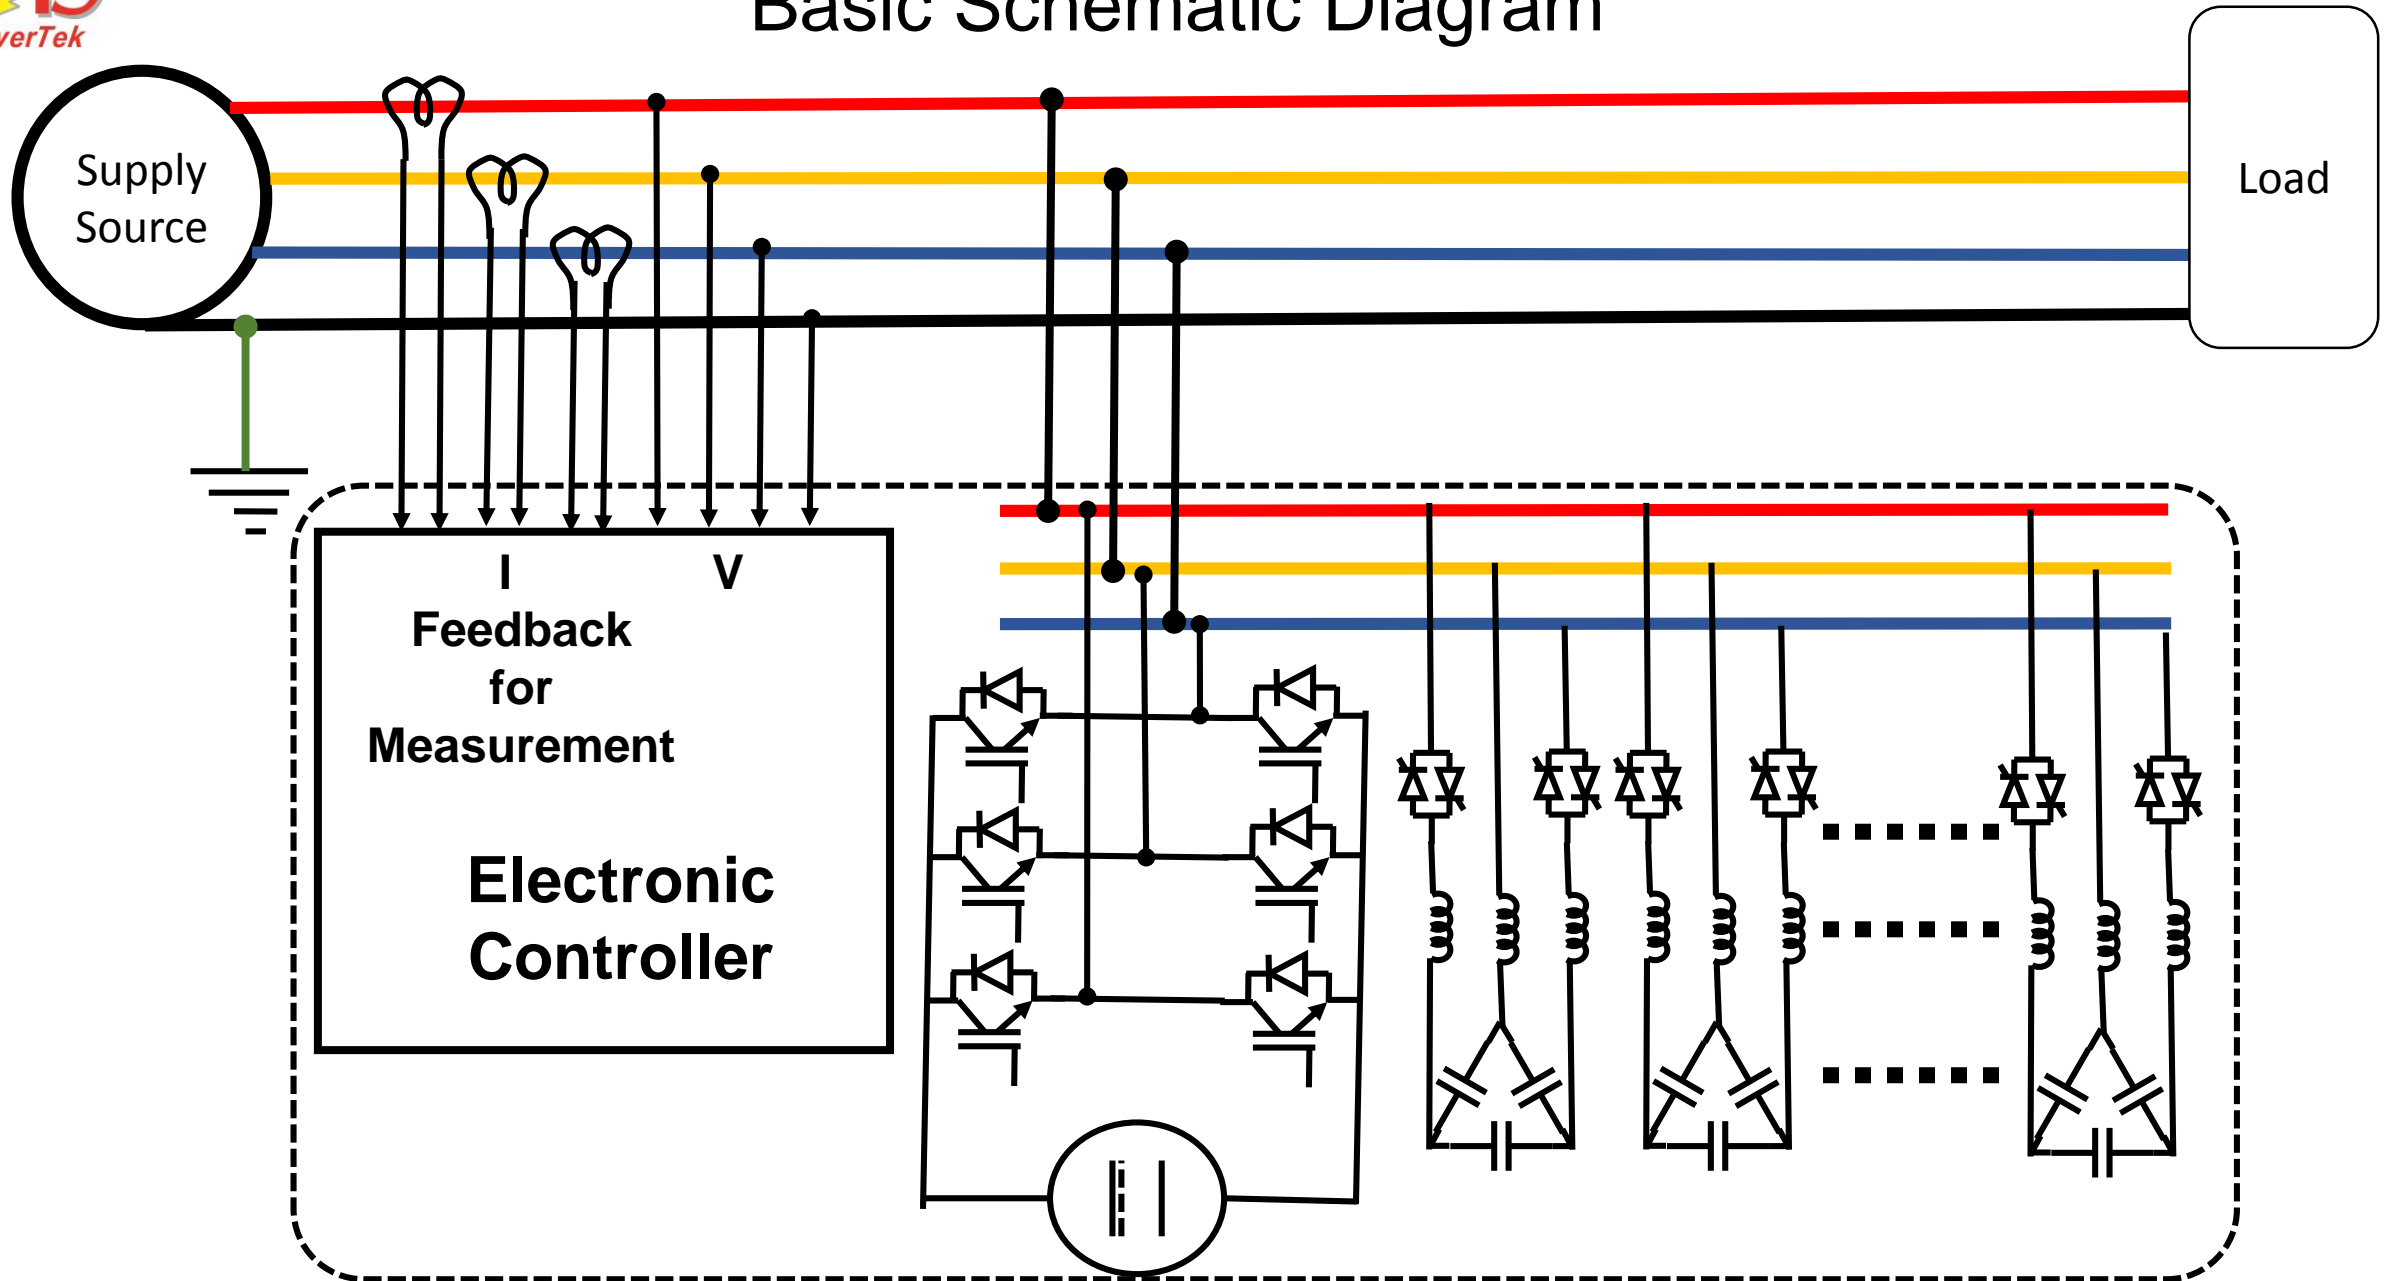 Basic Schematic Diagram
verTek
Supply
Source
Load
I V
Feedback
for
Measurement
Electronic
Controller